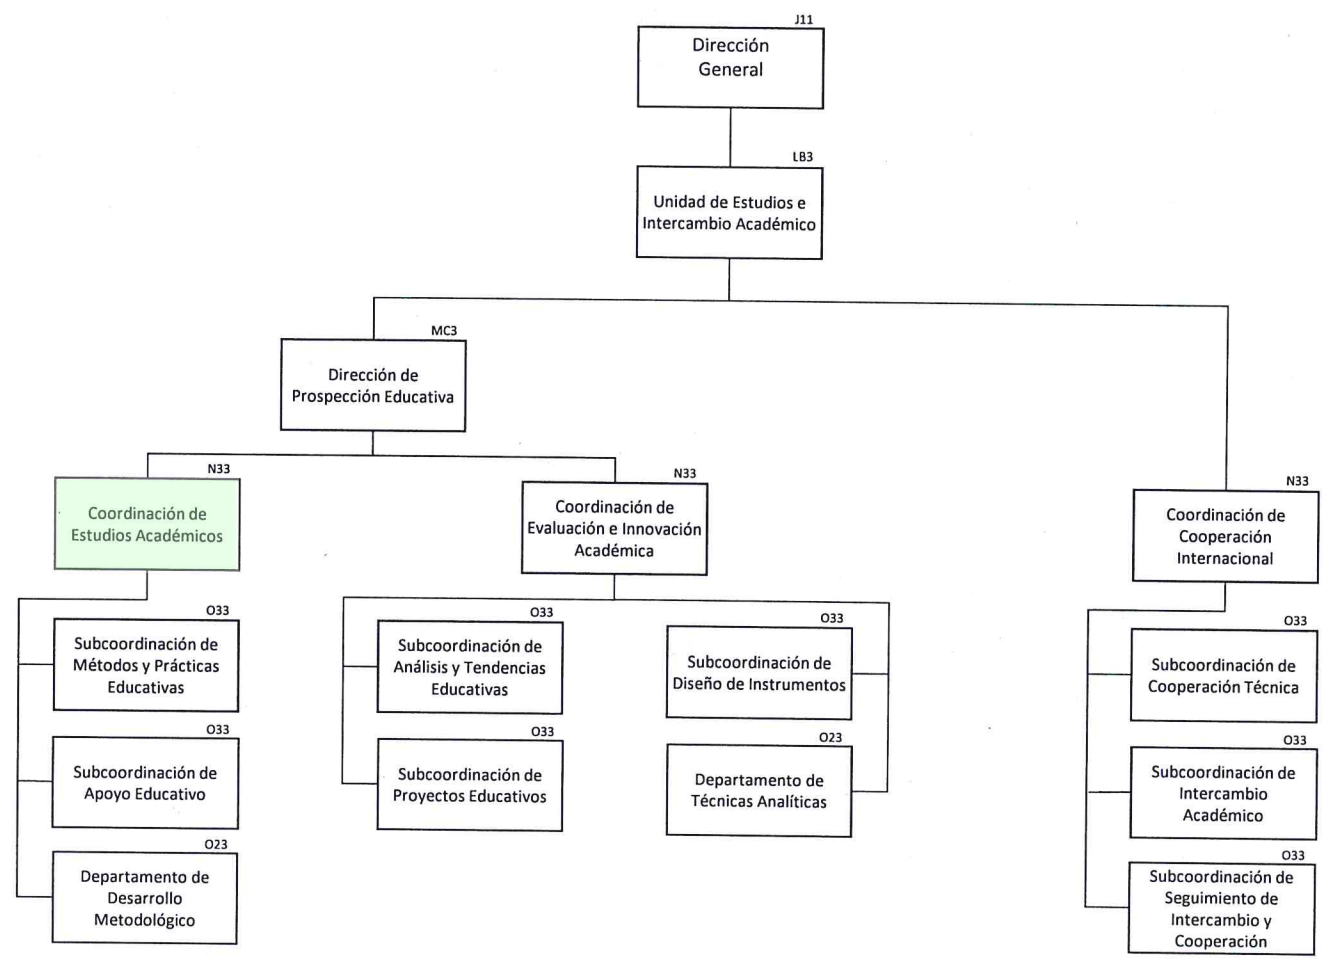 J11
Dirección
General
LB3
Unidad de Estudios e
Intercambio Académico
MC3
Dirección de
Prospección Educativa
N33
Coordinación de
Estudios Académicos
N33
Coordinación de
Evaluación e Innovación
Académica
N33
Coordinación de
Cooperación
Internacional
O33
Subcoordinación de
Métodos y Prácticas
Educativas
O33
Subcoordinación de
Apoyo Educativo
O23
Departamento de
Desarrollo
Metodológico
O33
Subcoordinación de
Análisis y Tendencias
Educativas
O33
Subcoordinación de
Proyectos Educativos
O33
Subcoordinación de
Diseño de Instrumentos
O23
Departamento de
Técnicas Analíticas
O33
Subcoordinación de
Cooperación Técnica
O33
Subcoordinación de
Intercambio
Académico
O33
Subcoordinación de
Seguimiento de
Intercambio y
Cooperación